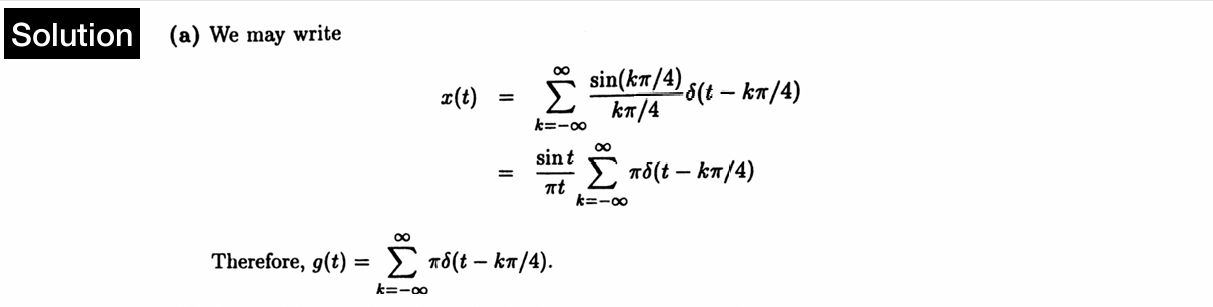 Solution (a) We may write
x(t) = ∞∑k=−∞ sin(kπ/4)/kπ/4 δ(t − kπ/4)
= sin t/πt ∞∑k=−∞ πδ(t − kπ/4)
Therefore, g(t) = ∞∑k=−∞ πδ(t − kπ/4).